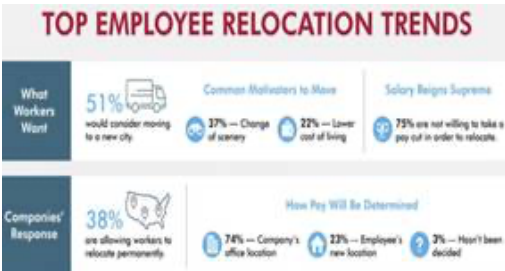 TOP EMPLOYEE RELOCATION TRENDS
What
Workers
Want
51%
would consider moving
to a new city.
Common Motivators to Move
37% — Change
of scenery
22% — Lower
cost of living
Salary Reigns Supreme
75% are not willing to take a
pay cut in order to relocate.
Companies'
Response
38%
are allowing workers to
relocate permanently.
How Pay Will Be Determined
74% — Company's
office location
23% — Employee's
new location
3% — Hasn't been
decided